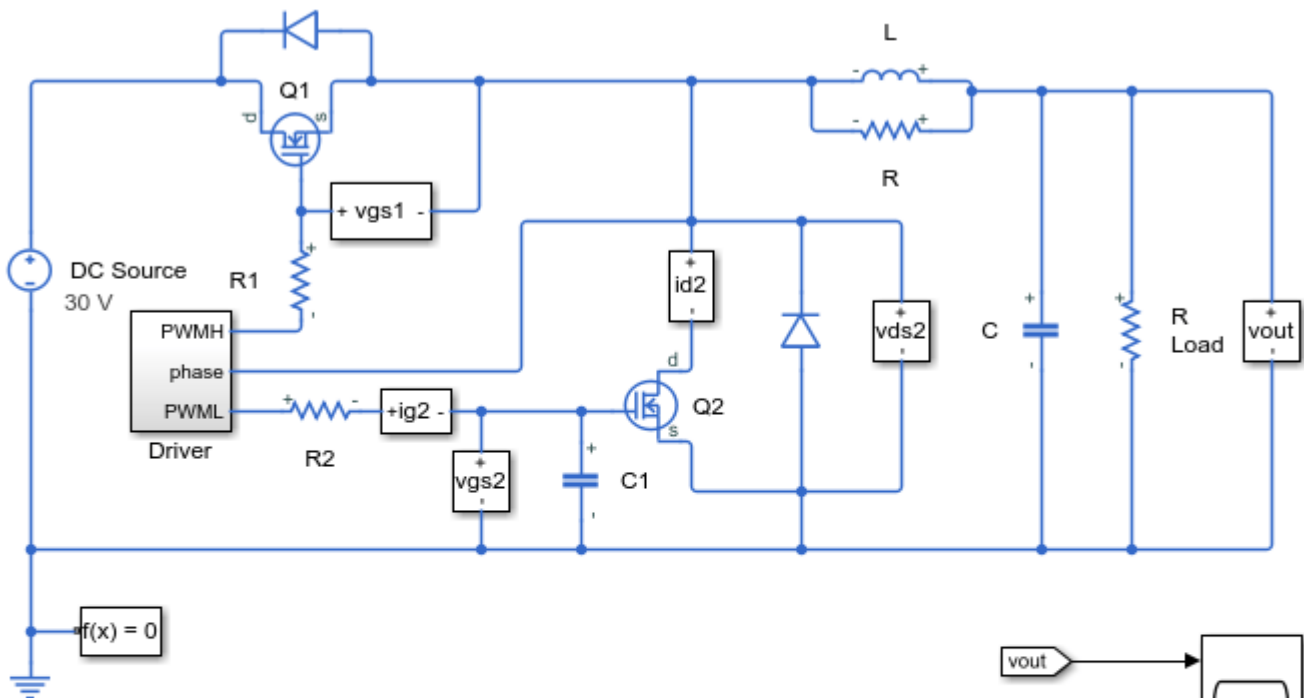 L
Q1
d
s
- +
- +
R
+ vgs1 -
+
-
DC Source
30 V
R1
+
-
PWMH
phase
PWML
Driver
+ -
R2
+ig2 -
+
vgs2
-
+
C1
-
+
id2
-
d
Q2
s
+
vds2
-
+
C
-
+
R
Load
-
+
vout
-
f(x) = 0
vout